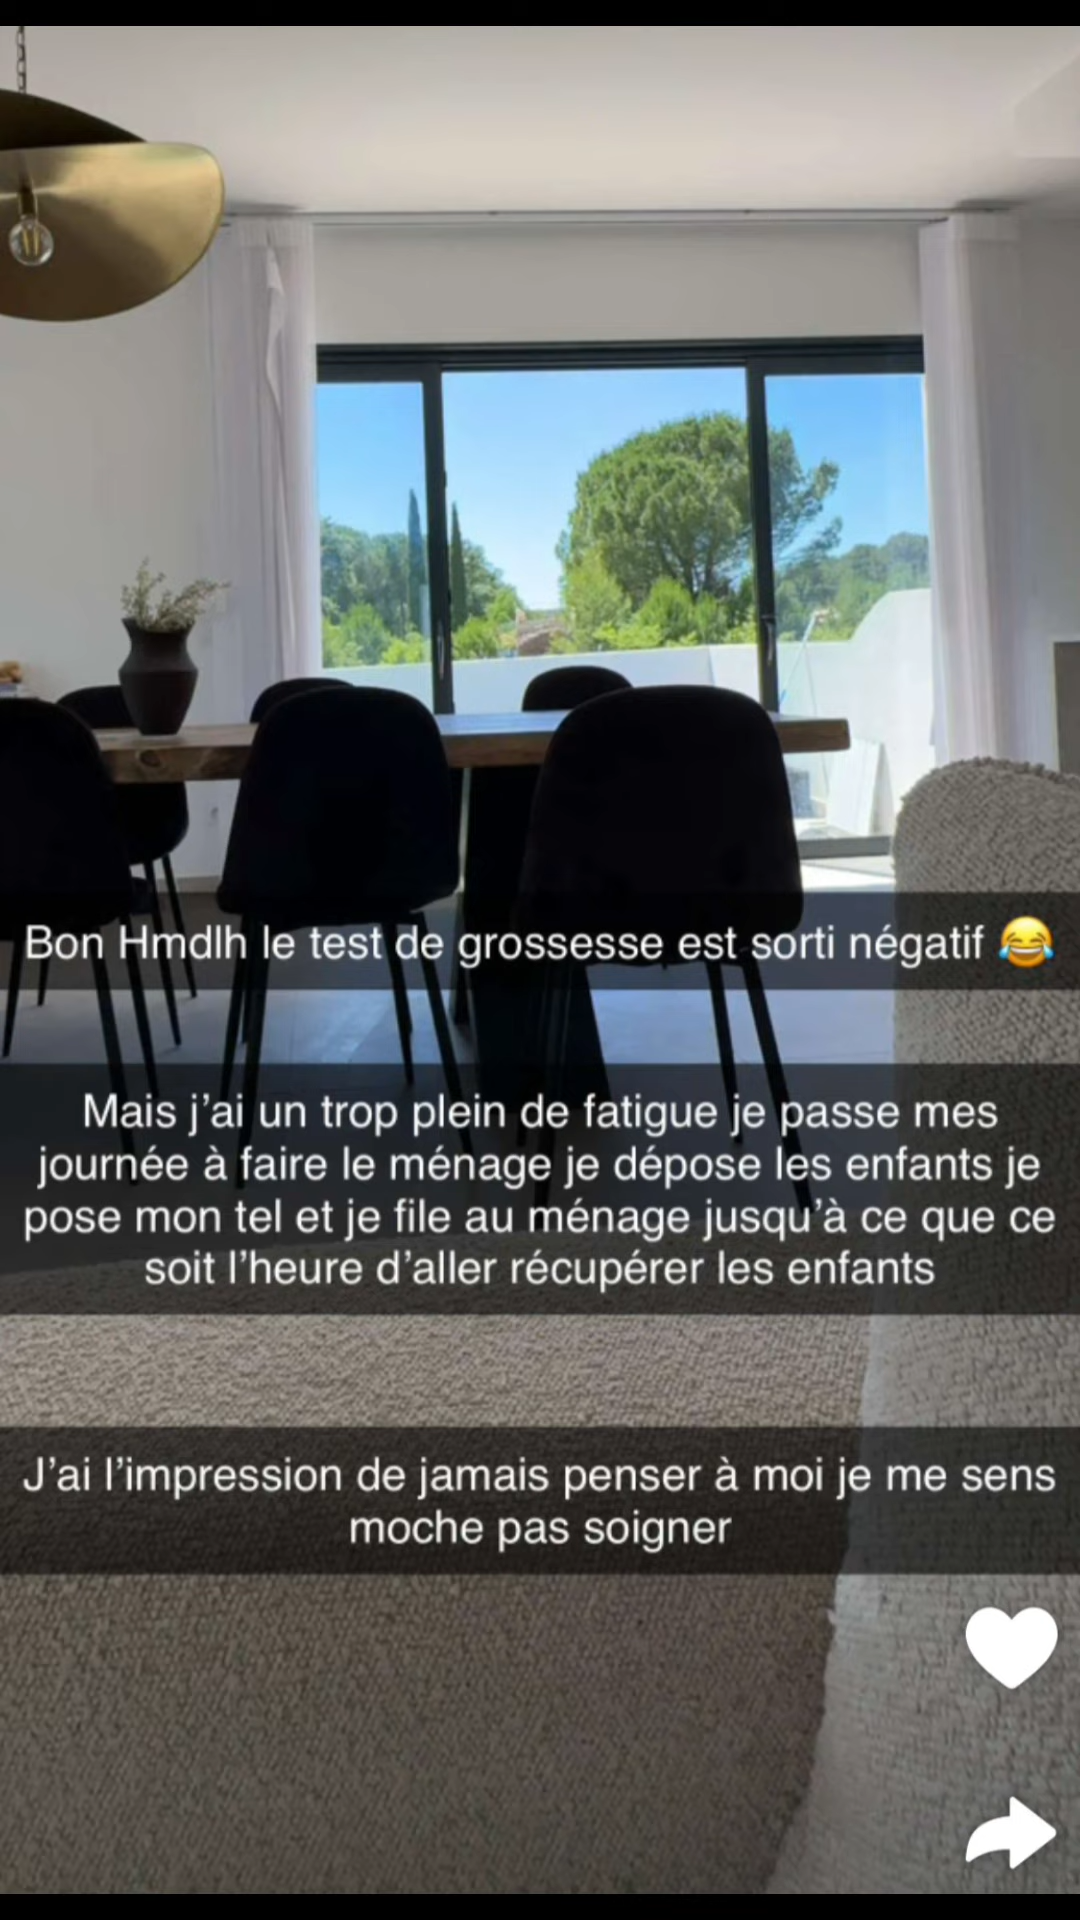 Bon Hmdlh le test de grossesse est sorti négatif 😂
Mais j’ai un trop plein de fatigue je passe mes
journée à faire le ménage je dépose les enfants je
pose mon tel et je file au ménage jusqu’à ce que ce
soit l’heure d’aller récupérer les enfants
J’ai l’impression de jamais penser à moi je me sens
moche pas soigner